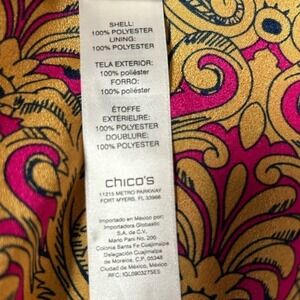 SHELL:
100% POLYESTER
LINING:
100% POLYESTER
TELA EXTERIOR:
100% poliéster
FORRO:
100% poliéster
ÉTOFFE
EXTÉRIEURE:
100% POLYESTER
DOUBLURE:
100% POLYESTER
chico's
11215 METRO PARKWAY
FORT MYERS, FL 33966
Importado en México por:
Importadora Globastic
S.A. de C.V.
Mario Pani No. 200
Colonia Santa Fe Cuajimalpa
Delegación Cuajimalpa
de Morelos, C.P. 05348
Ciudad de México, México
RFC: